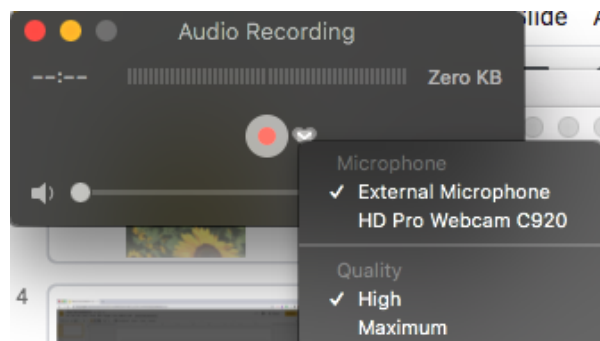 Slide
Audio Recording
--:--
Zero KB
Microphone
✓ External Microphone
HD Pro Webcam C920
Quality
✓ High
Maximum
4